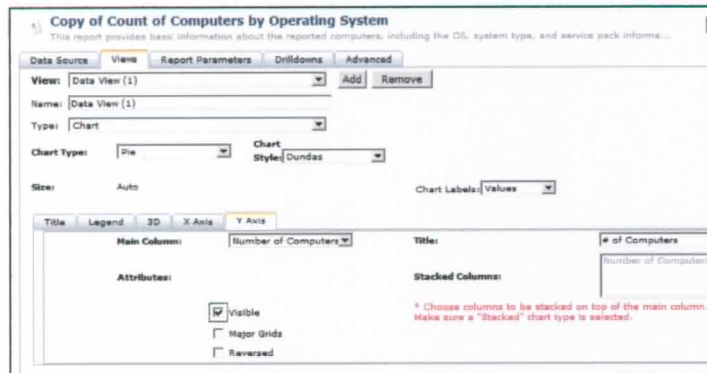 Copy of Count of Computers by Operating System
This report provides basic information about the reported computers, including the OS, system type, and service pack informa...
Data Source Views Report Parameters Drilldowns Advanced
View: Data View (1) Add Remove
Name: Data View (1)
Type: Chart
Chart Type: Pie Chart Style: Dundas
Size: Auto Chart Labels: Values
Title Legend 3D X Axis Y Axis
Main Column: Number of Computers Title: # of Computers
Attributes: Stacked Columns: Number of Computers
Visible * Choose columns to be stacked on top of the main column.
Make sure a "Stacked" chart type is selected.
Major Grids
Reversed